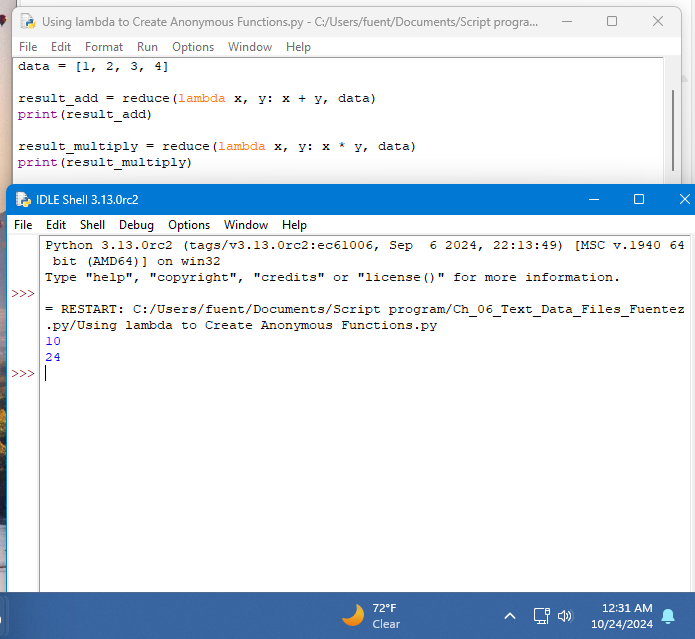 Using lambda to Create Anonymous Functions.py - C:/Users/fuent/Documents/Script progra...
File Edit Format Run Options Window Help
data = [1, 2, 3, 4]
result_add = reduce(lambda x, y: x + y, data)
print(result_add)
result_multiply = reduce(lambda x, y: x * y, data)
print(result_multiply)
IDLE Shell 3.13.0rc2
File Edit Shell Debug Options Window Help
Python 3.13.0rc2 (tags/v3.13.0rc2:ec61006, Sep  6 2024, 22:13:49) [MSC v.1940 64
 bit (AMD64)] on win32
Type "help", "copyright", "credits" or "license()" for more information.
>>>
= RESTART: C:/Users/fuent/Documents/Script program/Ch_06_Text_Data_Files_Fuentez
.py/Using lambda to Create Anonymous Functions.py
10
24
>>>
72°F
Clear
12:31 AM
10/24/2024